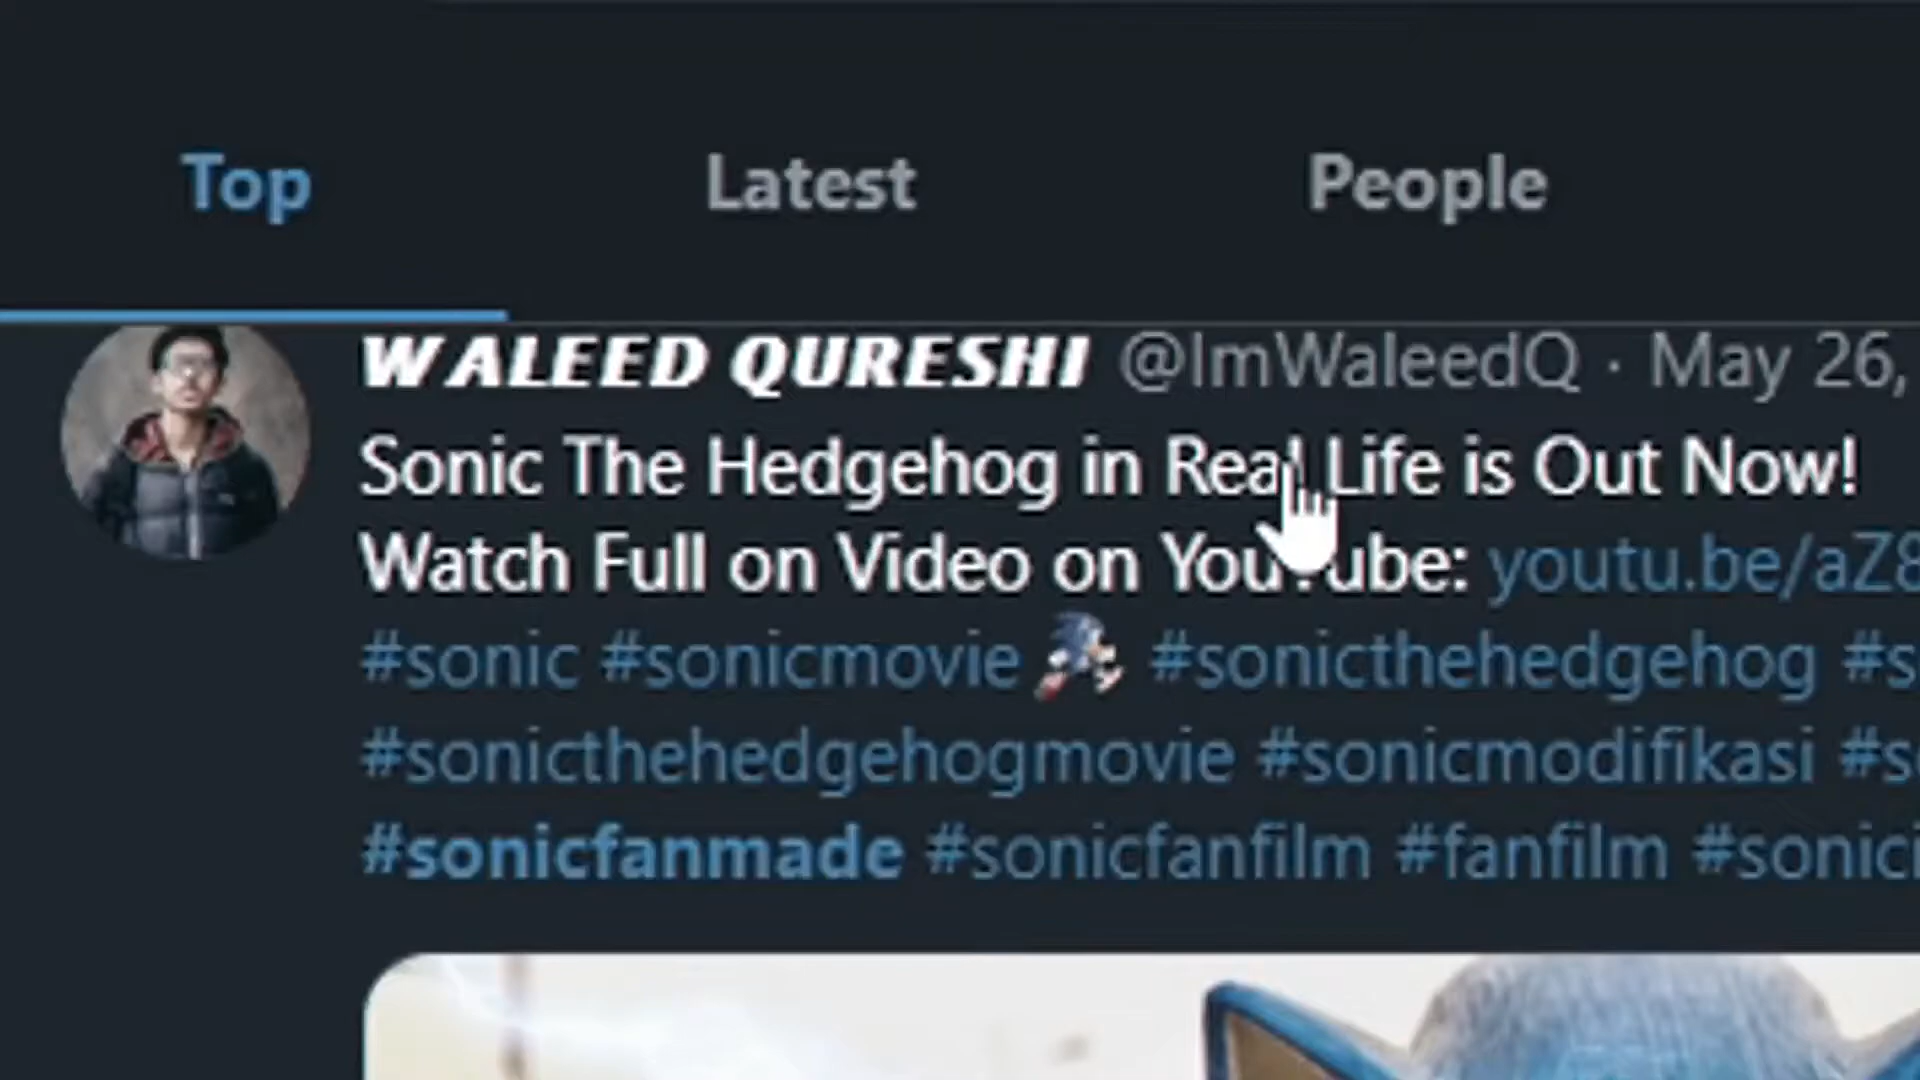 Top Latest People
WALEED QURESHI @ImWaleedQ · May 26,
Sonic The Hedgehog in Real Life is Out Now!
Watch Full on Video on YouTube: youtu.be/aZ8
#sonic #sonicmovie #sonicthehedgehog #s
#sonicthehedgehogmovie #sonicmodifikasi #s
#sonicfanmade #sonicfanfilm #fanfilm #sonici